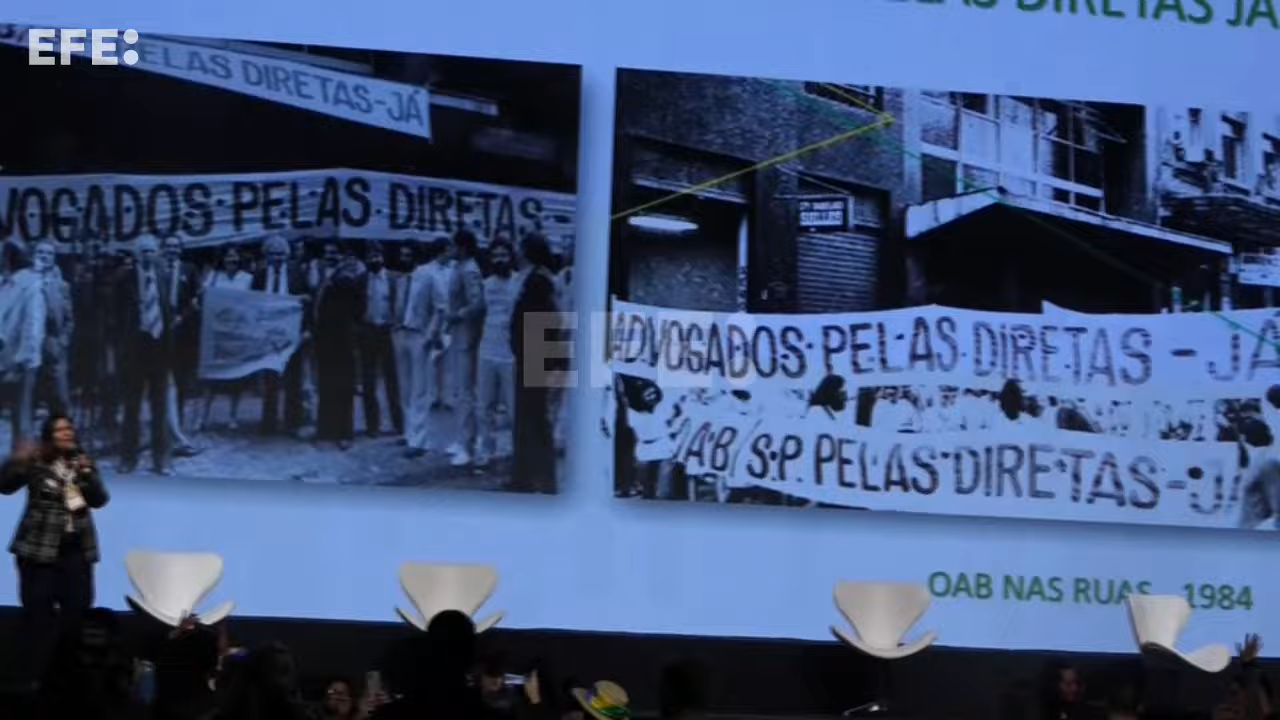 ELAS DIRETAS JÁ
EFE:
ELAS DIRETAS-JÁ
VOGADOS·PELAS DIRETAS-
ADVOGADOS·PELAS·DIRETAS-JÁ
OAB/S.P. PELAS·DIRETAS-JÁ
OAB NAS RUAS 1984